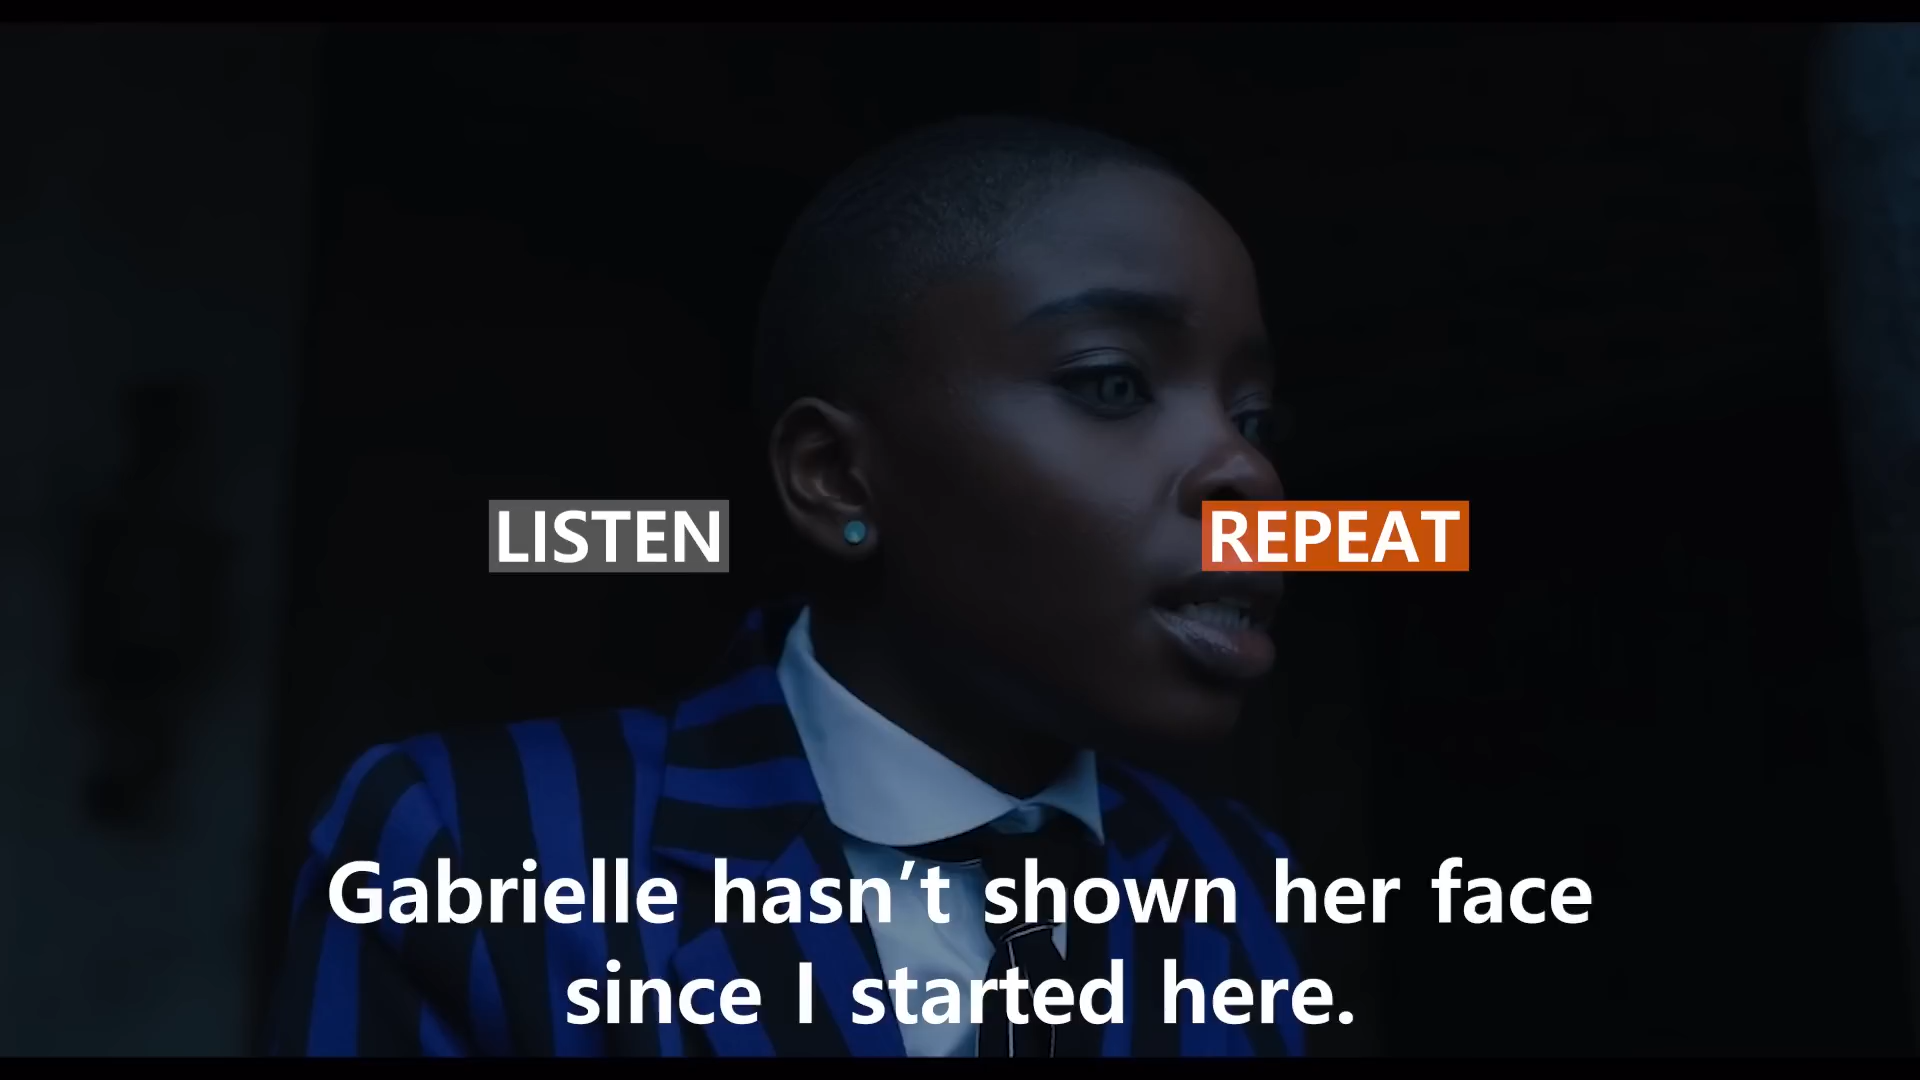 LISTEN
REPEAT
Gabrielle hasn't shown her face
since I started here.